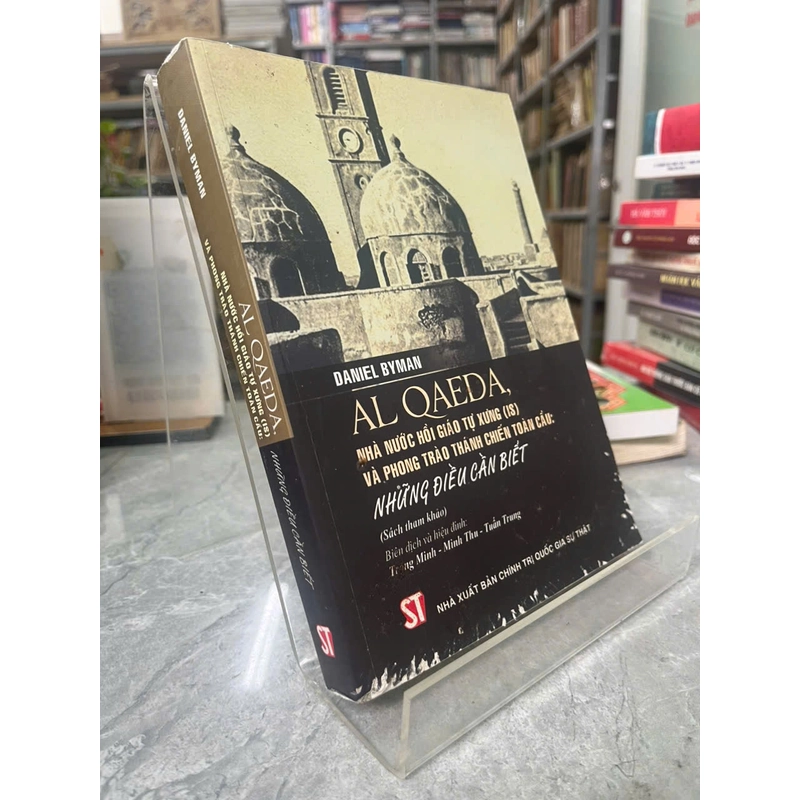 DANIEL BYMAN
AL QAEDA,
NHÀ NƯỚC HỒI GIÁO TỰ XƯNG (IS)
VÀ PHONG TRÀO THÁNH CHIẾN TOÀN CẦU:
NHỮNG ĐIỀU CẦN BIẾT
(Sách tham khảo)
Biên dịch và hiệu đính:
Trọng Minh - Minh Thu - Tuấn Trung
ST
NHÀ XUẤT BẢN CHÍNH TRỊ QUỐC GIA SỰ THẬT
DANIEL BYMAN
AL QAEDA,
NHÀ NƯỚC HỒI GIÁO TỰ XƯNG (IS)
VÀ PHONG TRÀO THÁNH CHIẾN TOÀN CẦU:
NHỮNG ĐIỀU CẦN BIẾT
ST